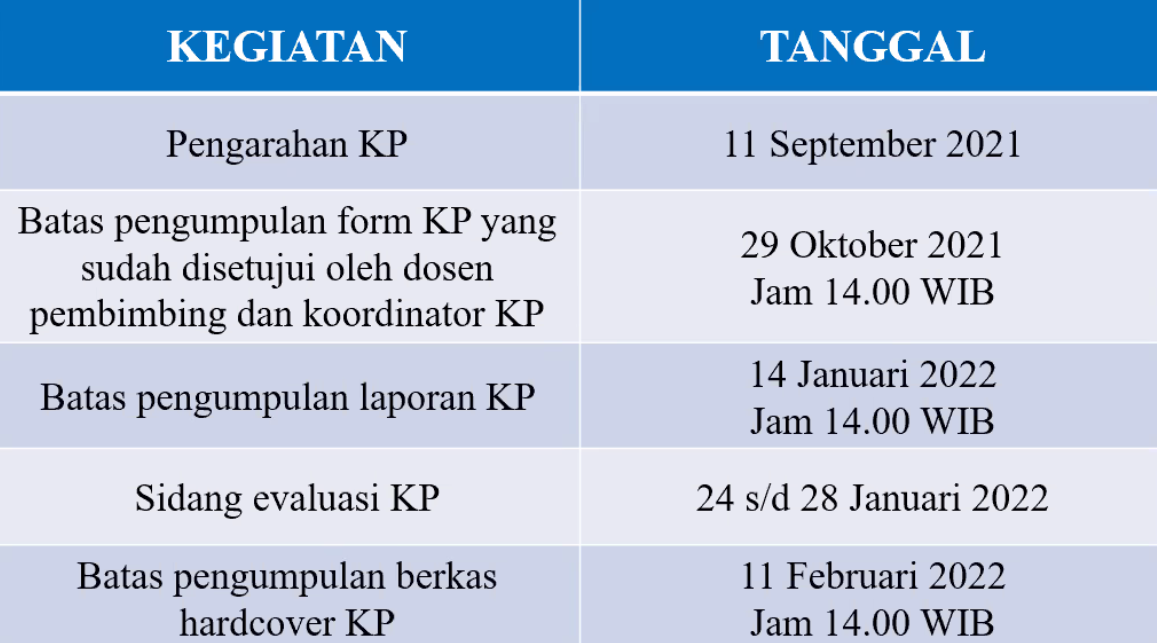 KEGIATAN
TANGGAL
Pengarahan KP
11 September 2021
Batas pengumpulan form KP yang
sudah disetujui oleh dosen
pembimbing dan koordinator KP
29 Oktober 2021
Jam 14.00 WIB
Batas pengumpulan laporan KP
14 Januari 2022
Jam 14.00 WIB
Sidang evaluasi KP
24 s/d 28 Januari 2022
Batas pengumpulan berkas
hardcover KP
11 Februari 2022
Jam 14.00 WIB